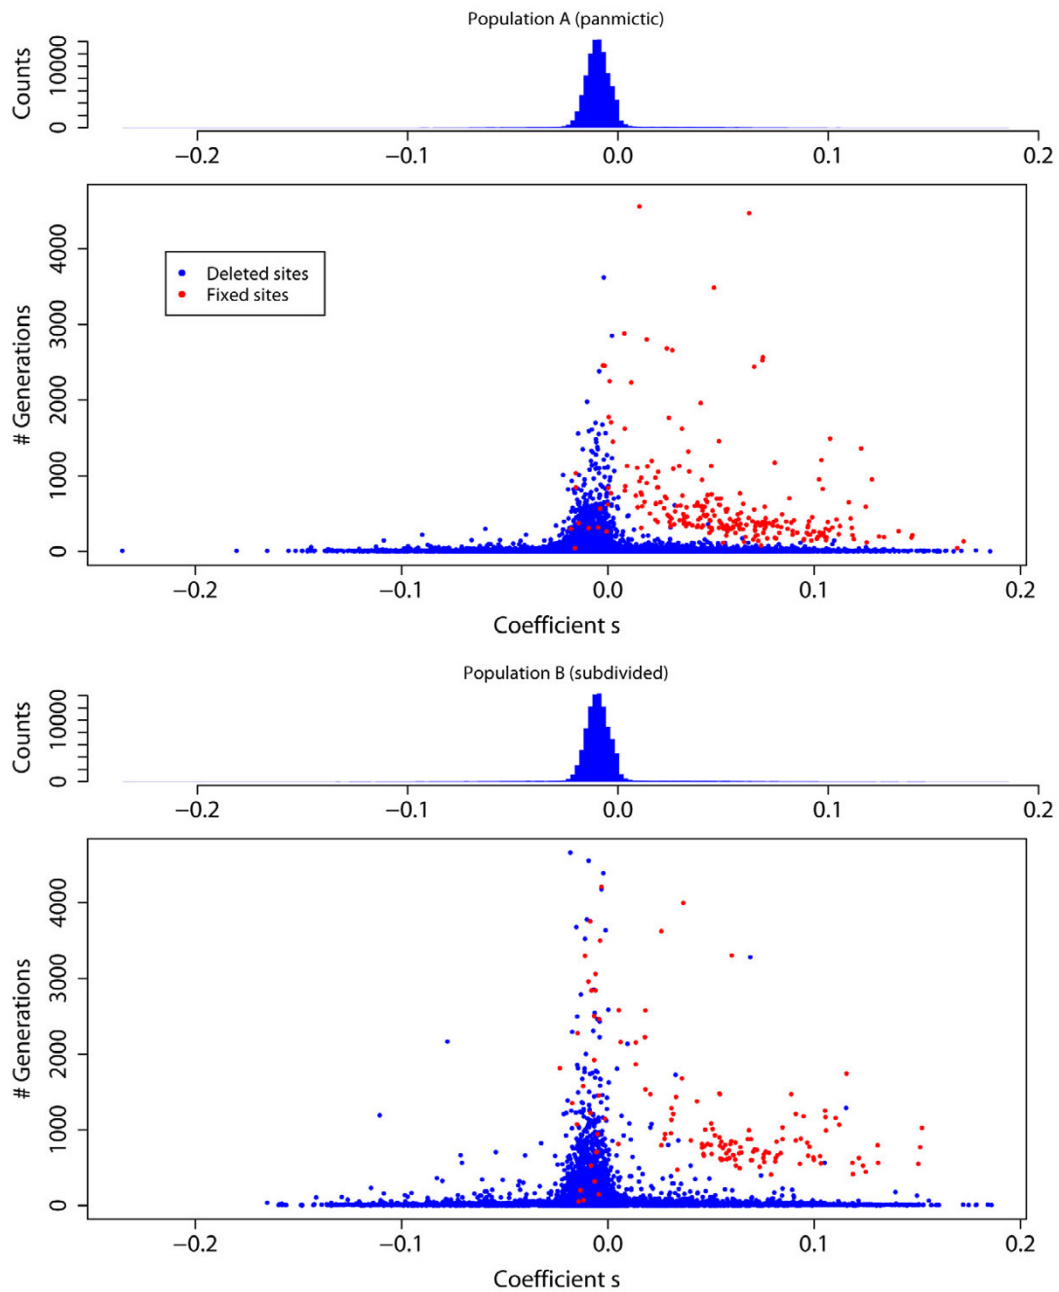 Population A (panmictic)
Counts
10000
0
−0.2 −0.1 0.0 0.1 0.2
# Generations
4000
3000
2000
1000
0
Deleted sites
Fixed sites
−0.2 −0.1 0.0 0.1 0.2
Coefficient s
Population B (subdivided)
Counts
10000
0
−0.2 −0.1 0.0 0.1 0.2
# Generations
4000
3000
2000
1000
0
−0.2 −0.1 0.0 0.1 0.2
Coefficient s